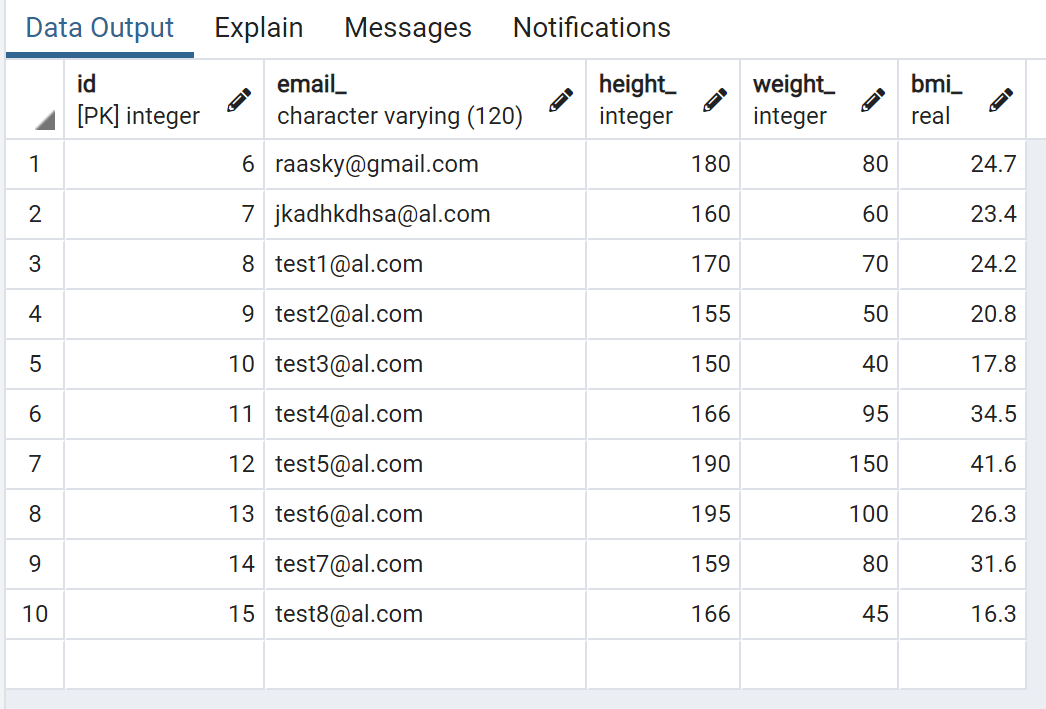 Data Output Explain Messages Notifications
id email_ height_ weight_ bmi_
[PK] integer character varying (120) integer integer real
1 6 raasky@gmail.com 180 80 24.7
2 7 jkadhkdhsa@al.com 160 60 23.4
3 8 test1@al.com 170 70 24.2
4 9 test2@al.com 155 50 20.8
5 10 test3@al.com 150 40 17.8
6 11 test4@al.com 166 95 34.5
7 12 test5@al.com 190 150 41.6
8 13 test6@al.com 195 100 26.3
9 14 test7@al.com 159 80 31.6
10 15 test8@al.com 166 45 16.3